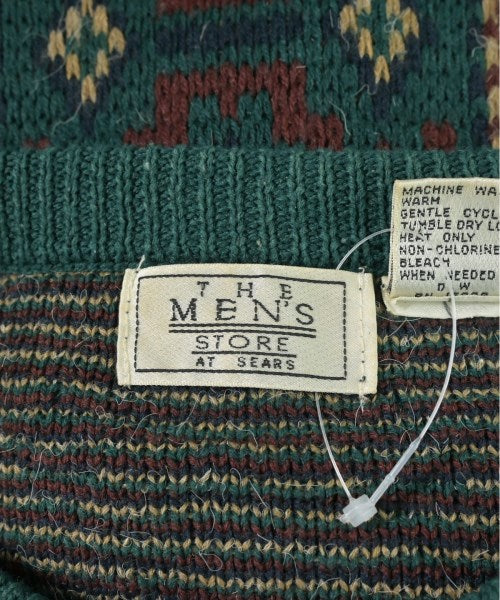 THE
MEN'S
STORE
AT SEARS
MACHINE WA
WARM
GENTLE CYCL
TUMBLE DRY LO
HEAT ONLY
NON-CHLORINE
BLEACH
WHEN NEEDED
D W